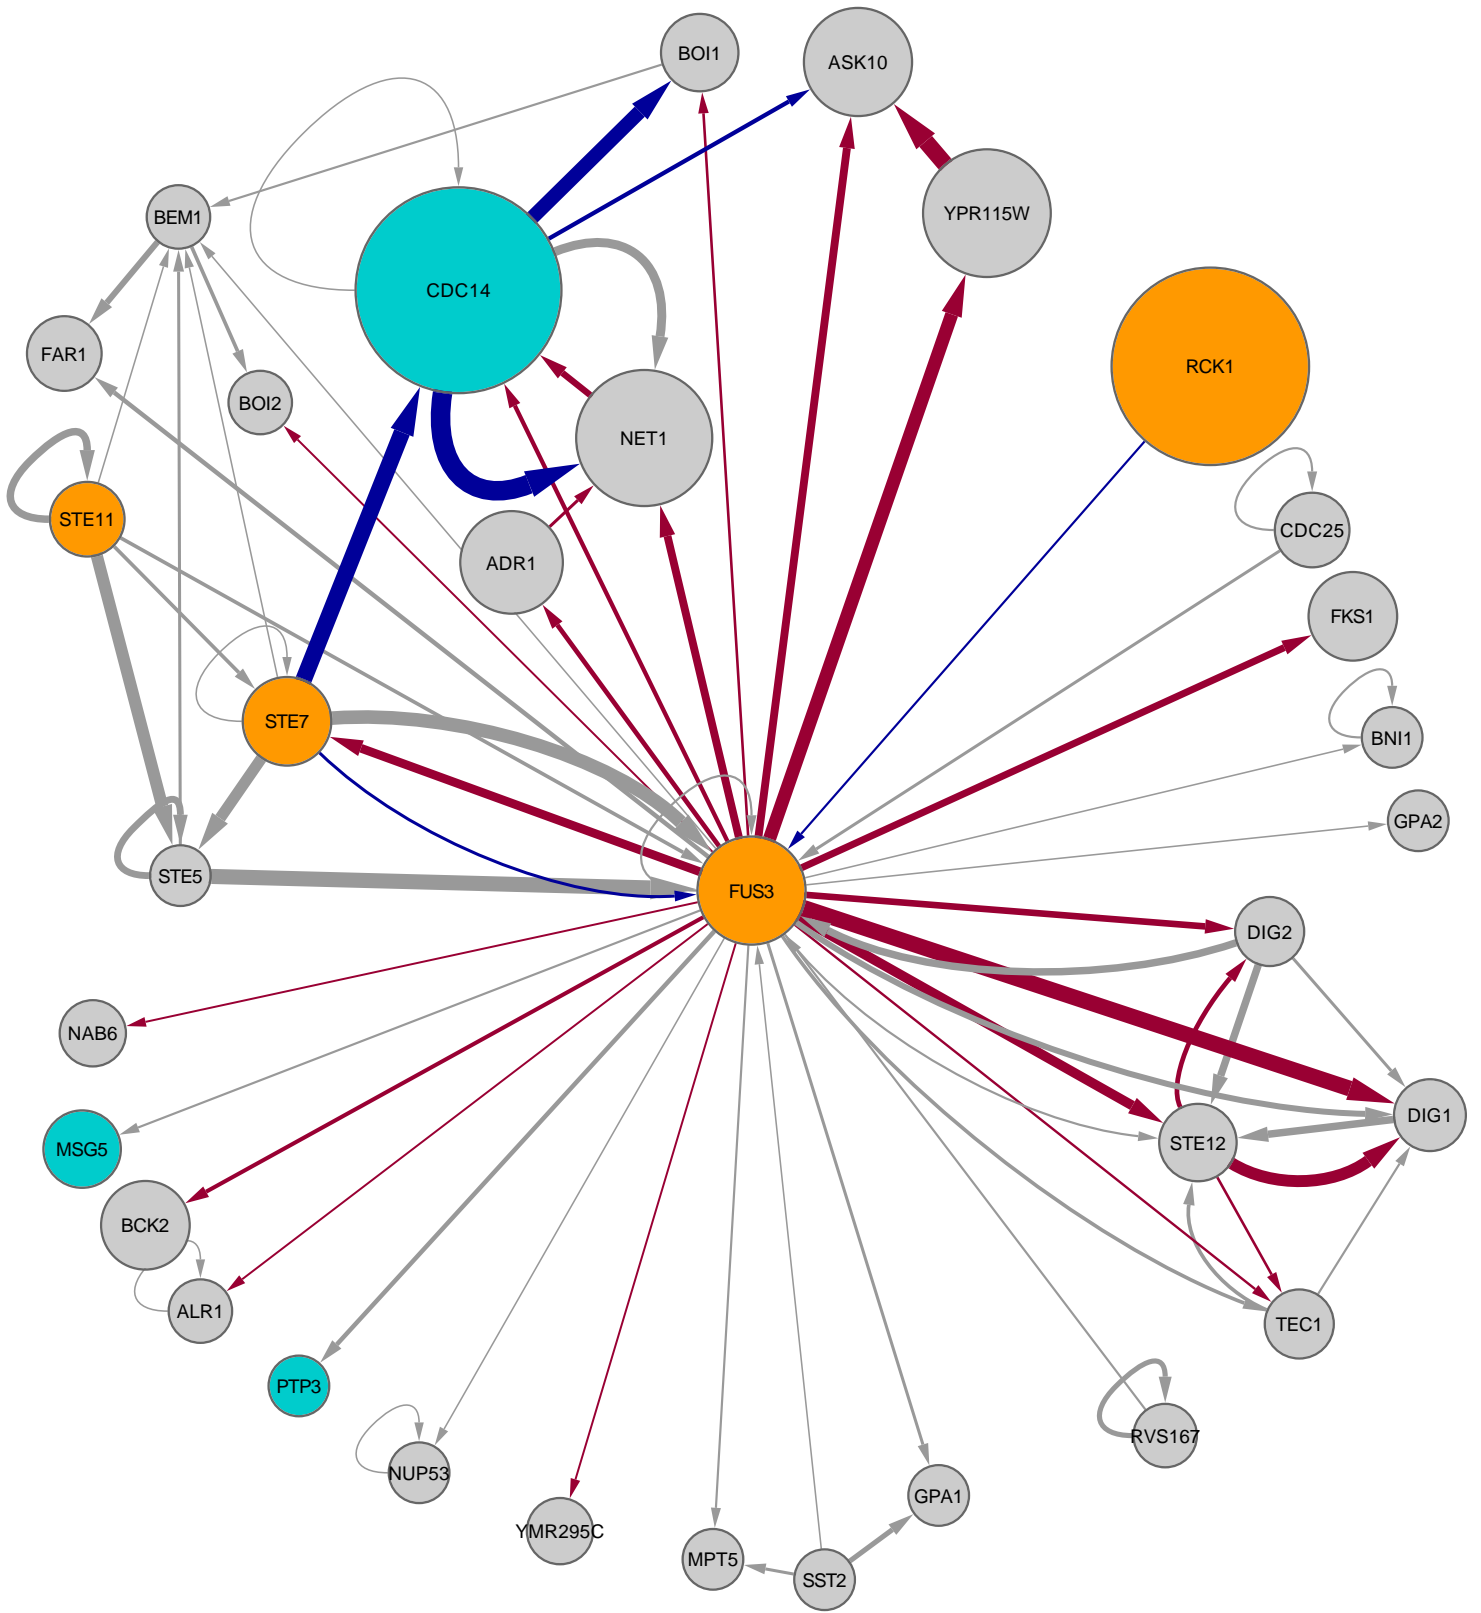 BOI1
ASK10
YPR115W
BEM1
CDC14
FAR1
RCK1
BOI2
NET1
STE11
CDC25
ADR1
FKS1
STE7
BNI1
GPA2
STE5
FUS3
DIG2
NAB6
DIG1
STE12
MSG5
BCK2
ALR1
TEC1
PTP3
RVS167
NUP53
GPA1
YMR295C
MPT5
SST2